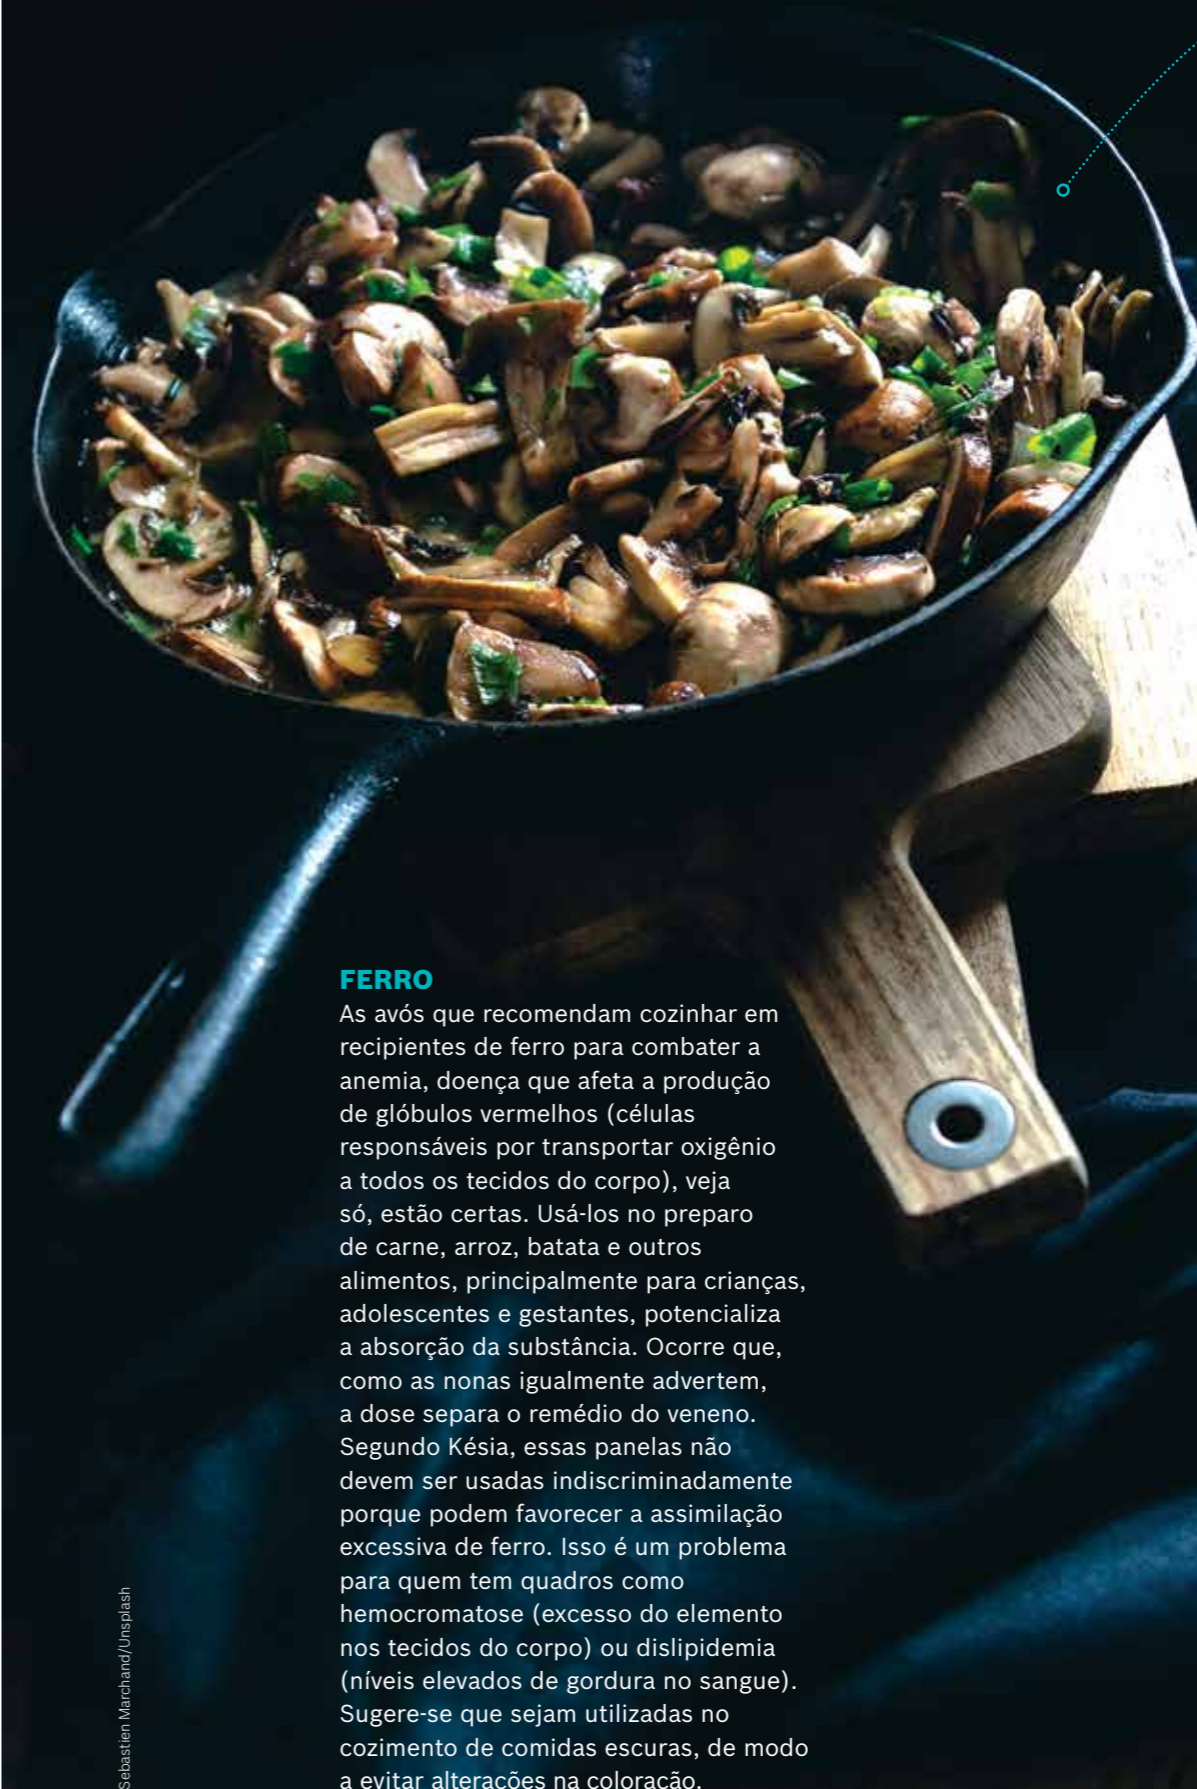 FERRO
As avós que recomendam cozinhar em
recipientes de ferro para combater a
anemia, doença que afeta a produção
de glóbulos vermelhos (células
responsáveis por transportar oxigênio
a todos os tecidos do corpo), veja
só, estão certas. Usá-los no preparo
de carne, arroz, batata e outros
alimentos, principalmente para crianças,
adolescentes e gestantes, potencializa
a absorção da substância. Ocorre que,
como as nonas igualmente advertem,
a dose separa o remédio do veneno.
Segundo Késia, essas panelas não
devem ser usadas indiscriminadamente
porque podem favorecer a assimilação
excessiva de ferro. Isso é um problema
para quem tem quadros como
hemocromatose (excesso do elemento
nos tecidos do corpo) ou dislipidemia
(níveis elevados de gordura no sangue).
Sugere-se que sejam utilizadas no
cozimento de comidas escuras, de modo
a evitar alterações na coloração.
Sebastien Marchand/Unsplash